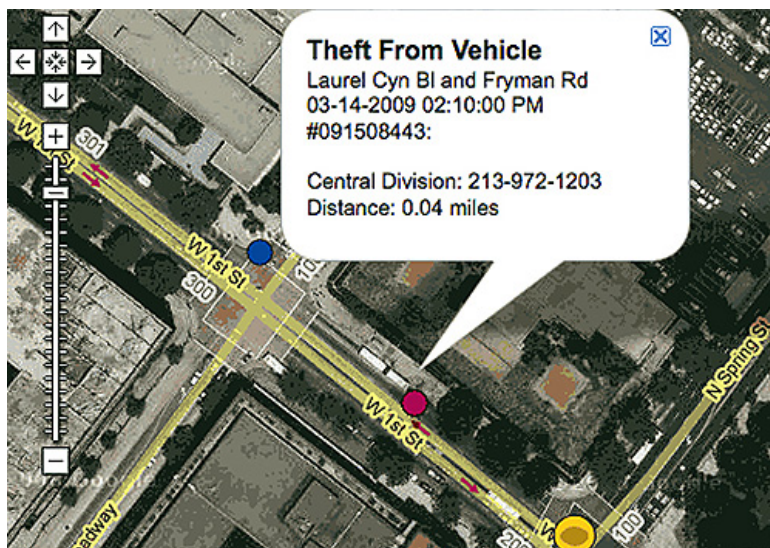 Theft From Vehicle
Laurel Cyn Bl and Fryman Rd
03-14-2009 02:10:00 PM
#091508443:
Central Division: 213-972-1203
Distance: 0.04 miles
W 1st St
301
W 1st St
300
W 1st St
N Spring St
100
200